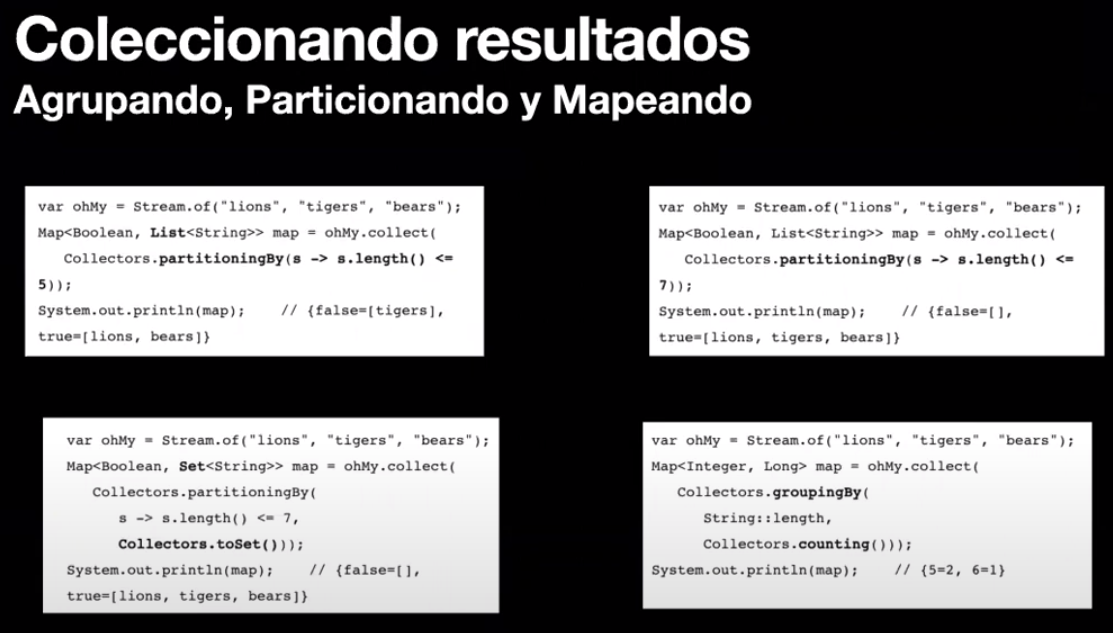 Coleccionando resultados
Agrupando, Particionando y Mapeando
var ohMy = Stream.of("lions", "tigers", "bears");
Map<Boolean, List<String>> map = ohMy.collect(
Collectors.partitioningBy(s -> s.length() <=
5));
System.out.println(map);    // {false=[tigers],
true=[lions, bears]}
var ohMy = Stream.of("lions", "tigers", "bears");
Map<Boolean, List<String>> map = ohMy.collect(
Collectors.partitioningBy(s -> s.length() <=
7));
System.out.println(map);    // {false=[],
true=[lions, tigers, bears]}
var ohMy = Stream.of("lions", "tigers", "bears");
Map<Boolean, Set<String>> map = ohMy.collect(
Collectors.partitioningBy(
s -> s.length() <= 7,
Collectors.toSet()));
System.out.println(map);    // {false=[],
true=[lions, tigers, bears]}
var ohMy = Stream.of("lions", "tigers", "bears");
Map<Integer, Long> map = ohMy.collect(
Collectors.groupingBy(
String::length,
Collectors.counting()));
System.out.println(map);    // {5=2, 6=1}